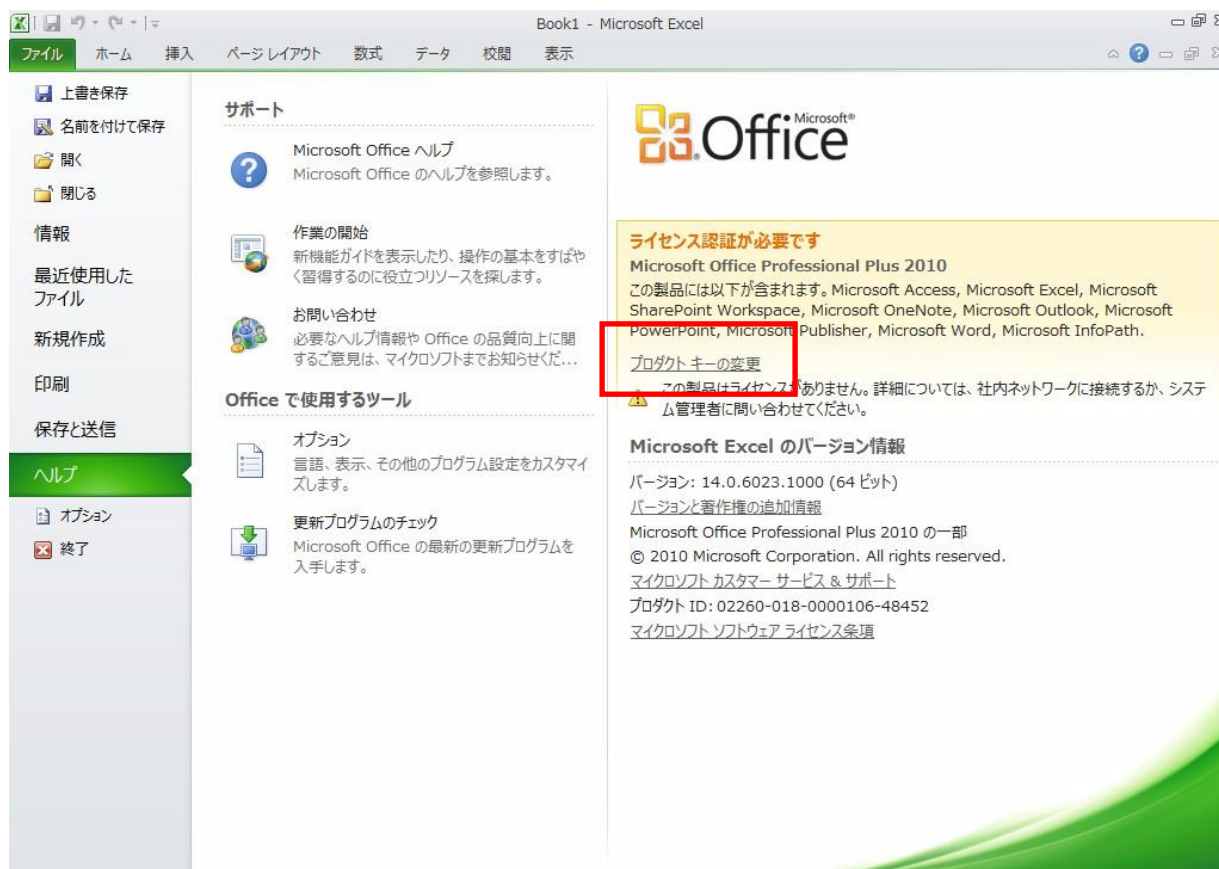 Book1 - Microsoft Excel
ファイル ホーム 挿入 ページ レイアウト 数式 データ 校閲 表示
上書き保存
名前を付けて保存
開く
閉じる
情報
最近使用した
ファイル
新規作成
印刷
保存と送信
ヘルプ
オプション
終了
サポート
Microsoft Office ヘルプ
Microsoft Office のヘルプを参照します。
作業の開始
新機能ガイドを表示したり、操作の基本をすばや
く習得するのに役立つリソースを探します。
お問い合わせ
必要なヘルプ情報や Office の品質向上に関
するご意見は、マイクロソフトまでお知らせくだ...
Office で使用するツール
オプション
言語、表示、その他のプログラム設定をカスタマイ
ズします。
更新プログラムのチェック
Microsoft Office の最新の更新プログラムを
入手します。
Microsoft®
Office
ライセンス認証が必要です
Microsoft Office Professional Plus 2010
この製品には以下が含まれます。Microsoft Access, Microsoft Excel, Microsoft
SharePoint Workspace, Microsoft OneNote, Microsoft Outlook, Microsoft
PowerPoint, Microsoft Publisher, Microsoft Word, Microsoft InfoPath.
プロダクト キーの変更
この製品はライセンスがありません。詳細については、社内ネットワークに接続するか、システ
ム管理者に問い合わせてください。
Microsoft Excel のバージョン情報
バージョン: 14.0.6023.1000 (64 ビット)
バージョンと著作権の追加情報
Microsoft Office Professional Plus 2010 の一部
© 2010 Microsoft Corporation. All rights reserved.
マイクロソフト カスタマー サービス & サポート
プロダクト ID: 02260-018-0000106-48452
マイクロソフト ソフトウェア ライセンス条項